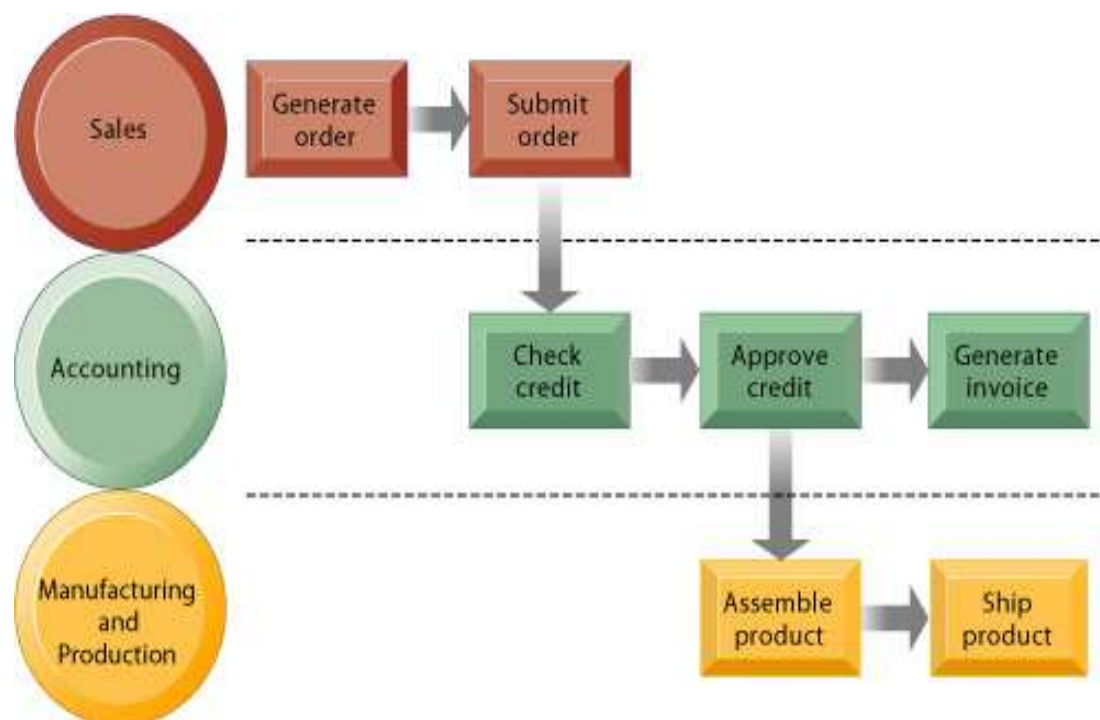 Sales
Generate
order
Submit
order
Accounting
Check
credit
Approve
credit
Generate
invoice
Manufacturing
and
Production
Assemble
product
Ship
product